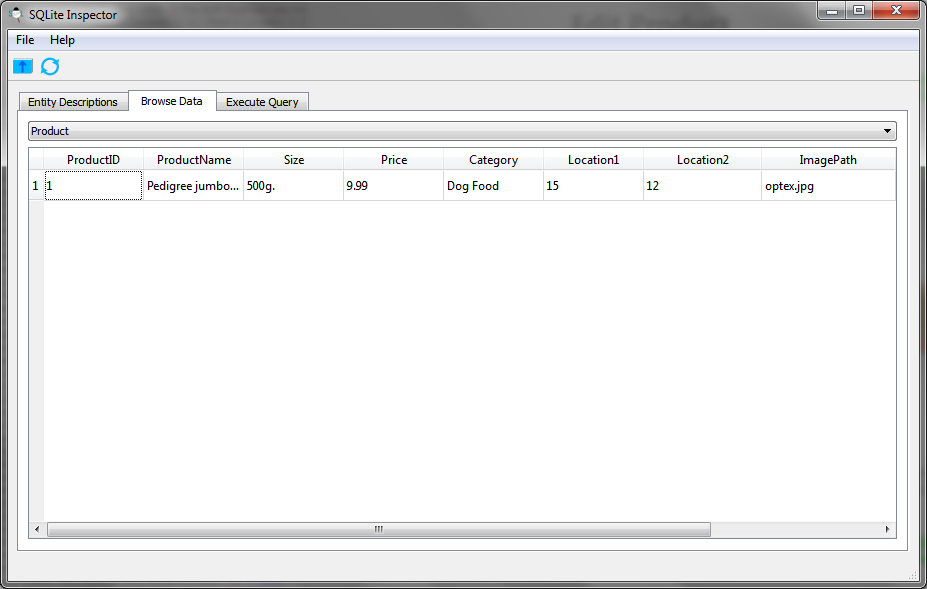 SQLite Inspector
File Help
Entity Descriptions Browse Data Execute Query
Product
ProductID ProductName Size Price Category Location1 Location2 ImagePath
1 1 Pedigree jumbo... 500g. 9.99 Dog Food 15 12 optex.jpg